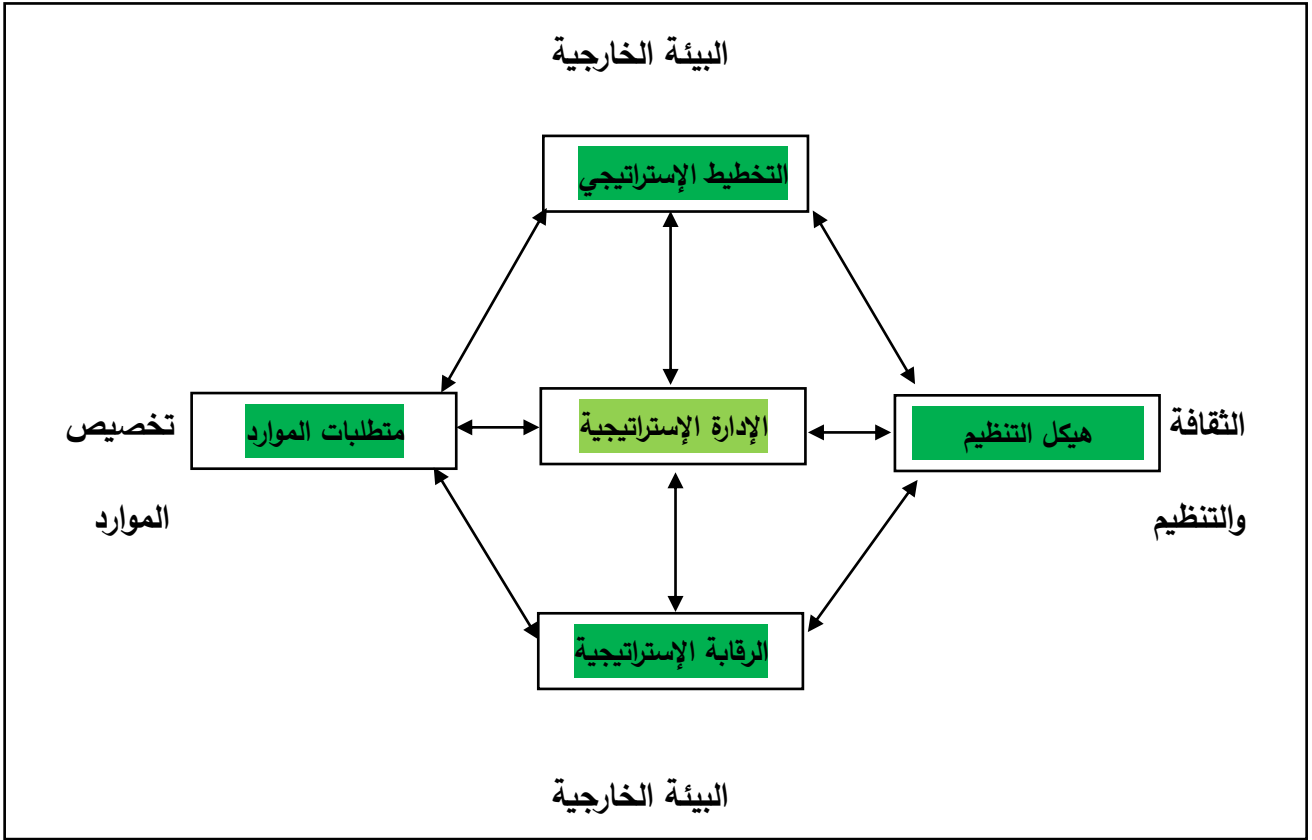 البيئة الخارجية
التخطيط الإستراتيجي
الثقافة
هيكل التنظيم
الإدارة الإستراتيجية
متطلبات الموارد
تخصيص
والتنظيم
الموارد
الرقابة الإستراتيجية
البيئة الخارجية